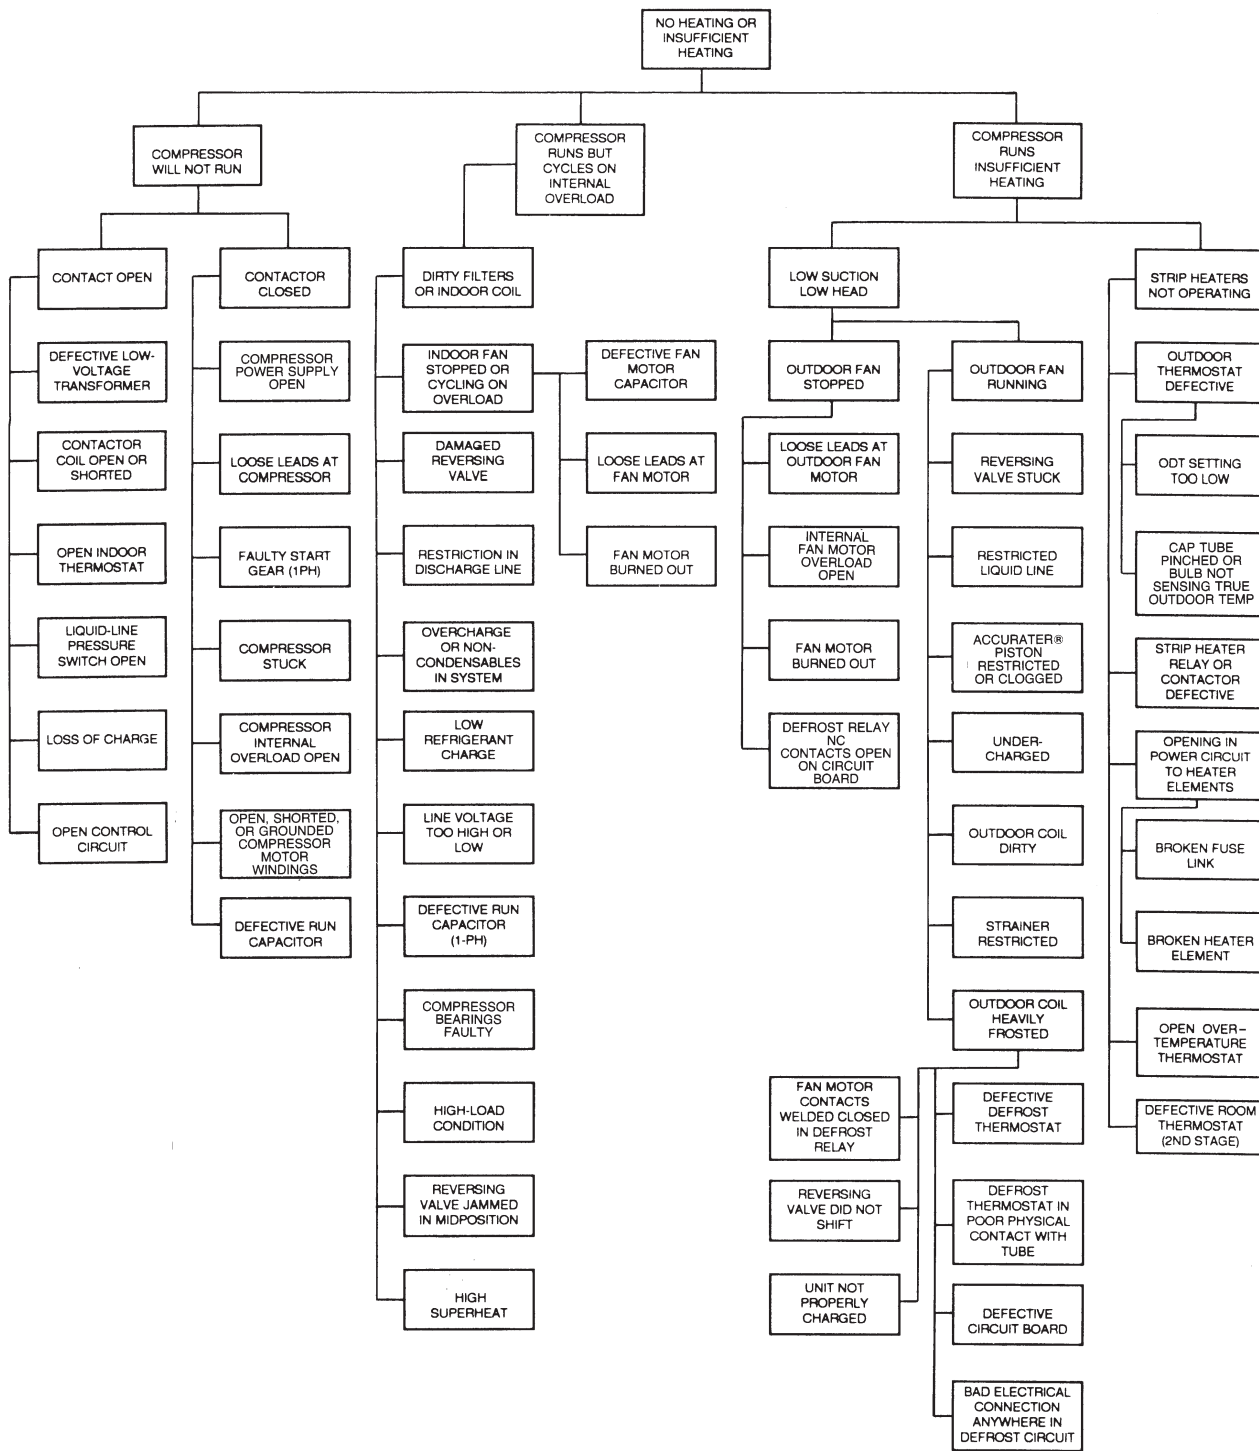 NO HEATING OR
INSUFFICIENT
HEATING
COMPRESSOR
WILL NOT RUN
COMPRESSOR
RUNS BUT
CYCLES ON
INTERNAL
OVERLOAD
COMPRESSOR
RUNS
INSUFFICIENT
HEATING
CONTACT OPEN
DEFECTIVE LOW-
VOLTAGE
TRANSFORMER
CONTACTOR
COIL OPEN OR
SHORTED
OPEN INDOOR
THERMOSTAT
LIQUID-LINE
PRESSURE
SWITCH OPEN
LOSS OF CHARGE
OPEN CONTROL
CIRCUIT
CONTACTOR
CLOSED
COMPRESSOR
POWER SUPPLY
OPEN
LOOSE LEADS AT
COMPRESSOR
FAULTY START
GEAR (1PH)
COMPRESSOR
STUCK
COMPRESSOR
INTERNAL
OVERLOAD OPEN
OPEN, SHORTED,
OR GROUNDED
COMPRESSOR
MOTOR
WINDINGS
DEFECTIVE RUN
CAPACITOR
DIRTY FILTERS
OR INDOOR COIL
INDOOR FAN
STOPPED OR
CYCLING ON
OVERLOAD
DAMAGED
REVERSING
VALVE
RESTRICTION IN
DISCHARGE LINE
OVERCHARGE
OR NON-
CONDENSABLES
IN SYSTEM
LOW
REFRIGERANT
CHARGE
LINE VOLTAGE
TOO HIGH OR
LOW
DEFECTIVE RUN
CAPACITOR
(1-PH)
COMPRESSOR
BEARINGS
FAULTY
HIGH-LOAD
CONDITION
REVERSING
VALVE JAMMED
IN MIDPOSITION
HIGH
SUPERHEAT
DEFECTIVE FAN
MOTOR
CAPACITOR
LOOSE LEADS AT
FAN MOTOR
FAN MOTOR
BURNED OUT
LOW SUCTION
LOW HEAD
OUTDOOR FAN
STOPPED
LOOSE LEADS AT
OUTDOOR FAN
MOTOR
INTERNAL
FAN MOTOR
OVERLOAD
OPEN
FAN MOTOR
BURNED OUT
DEFROST RELAY
NC
CONTACTS OPEN
ON CIRCUIT
BOARD
OUTDOOR FAN
RUNNING
REVERSING
VALVE STUCK
RESTRICTED
LIQUID LINE
ACCURATER®
PISTON
RESTRICTED
OR CLOGGED
UNDER-
CHARGED
OUTDOOR COIL
DIRTY
STRAINER
RESTRICTED
OUTDOOR COIL
HEAVILY
FROSTED
FAN MOTOR
CONTACTS
WELDED CLOSED
IN DEFROST
RELAY
REVERSING
VALVE DID NOT
SHIFT
UNIT NOT
PROPERLY
CHARGED
DEFECTIVE
DEFROST
THERMOSTAT
DEFROST
THERMOSTAT IN
POOR PHYSICAL
CONTACT WITH
TUBE
DEFECTIVE
CIRCUIT BOARD
BAD ELECTRICAL
CONNECTION
ANYWHERE IN
DEFROST CIRCUIT
STRIP HEATERS
NOT OPERATING
OUTDOOR
THERMOSTAT
DEFECTIVE
ODT SETTING
TOO LOW
CAP TUBE
PINCHED OR
BULB NOT
SENSING TRUE
OUTDOOR TEMP
STRIP HEATER
RELAY OR
CONTACTOR
DEFECTIVE
OPENING IN
POWER CIRCUIT
TO HEATER
ELEMENTS
BROKEN FUSE
LINK
BROKEN HEATER
ELEMENT
OPEN OVER-
TEMPERATURE
THERMOSTAT
DEFECTIVE ROOM
THERMOSTAT
(2ND STAGE)